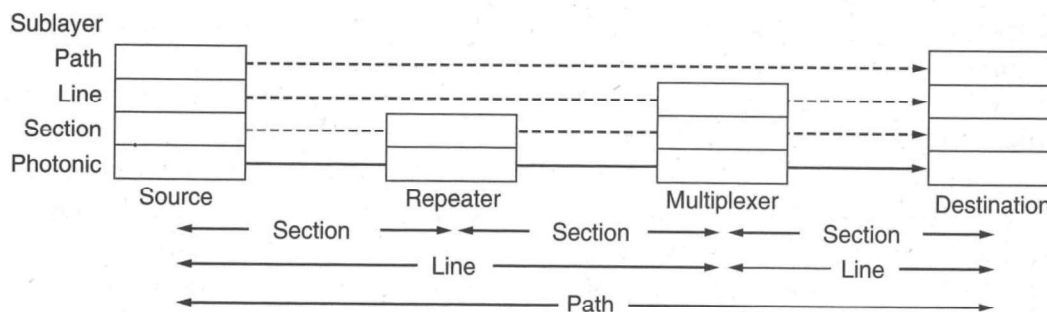 Sublayer
Path
Line
Section
Photonic
Source Repeater Multiplexer Destination
Section Section Section
Line Line
Path